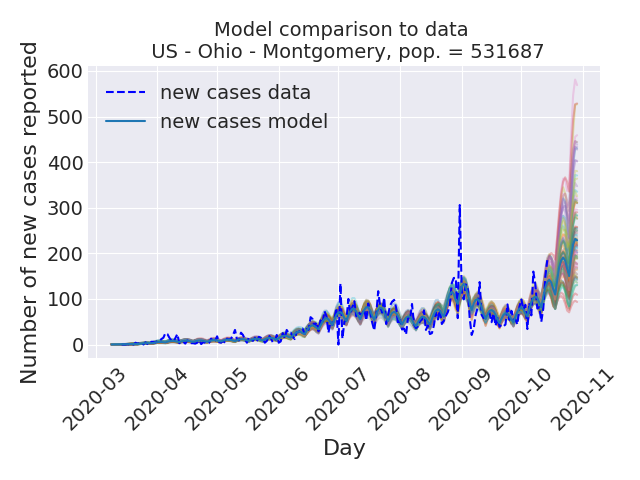 Model comparison to data
US - Ohio - Montgomery, pop. = 531687
new cases data
new cases model
Number of new cases reported
600
500
400
300
200
100
0
2020-03
2020-04
2020-05
2020-06
2020-07
2020-08
2020-09
2020-10
2020-11
Day